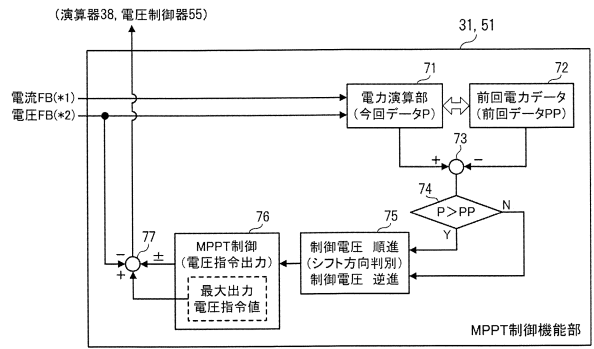 (演算器38, 電圧制御器55)
31, 51
71
72
電流FB(*1)
電圧FB(*2)
電力演算部
(今回データP)
前回電力データ
(前回データPP)
73
+
−
74
P>PP
N
Y
77
76
75
−
+
±
MPPT制御
(電圧指令出力)
最大出力
電圧指令値
制御電圧 順進
(シフト方向判別)
制御電圧 逆進
MPPT制御機能部